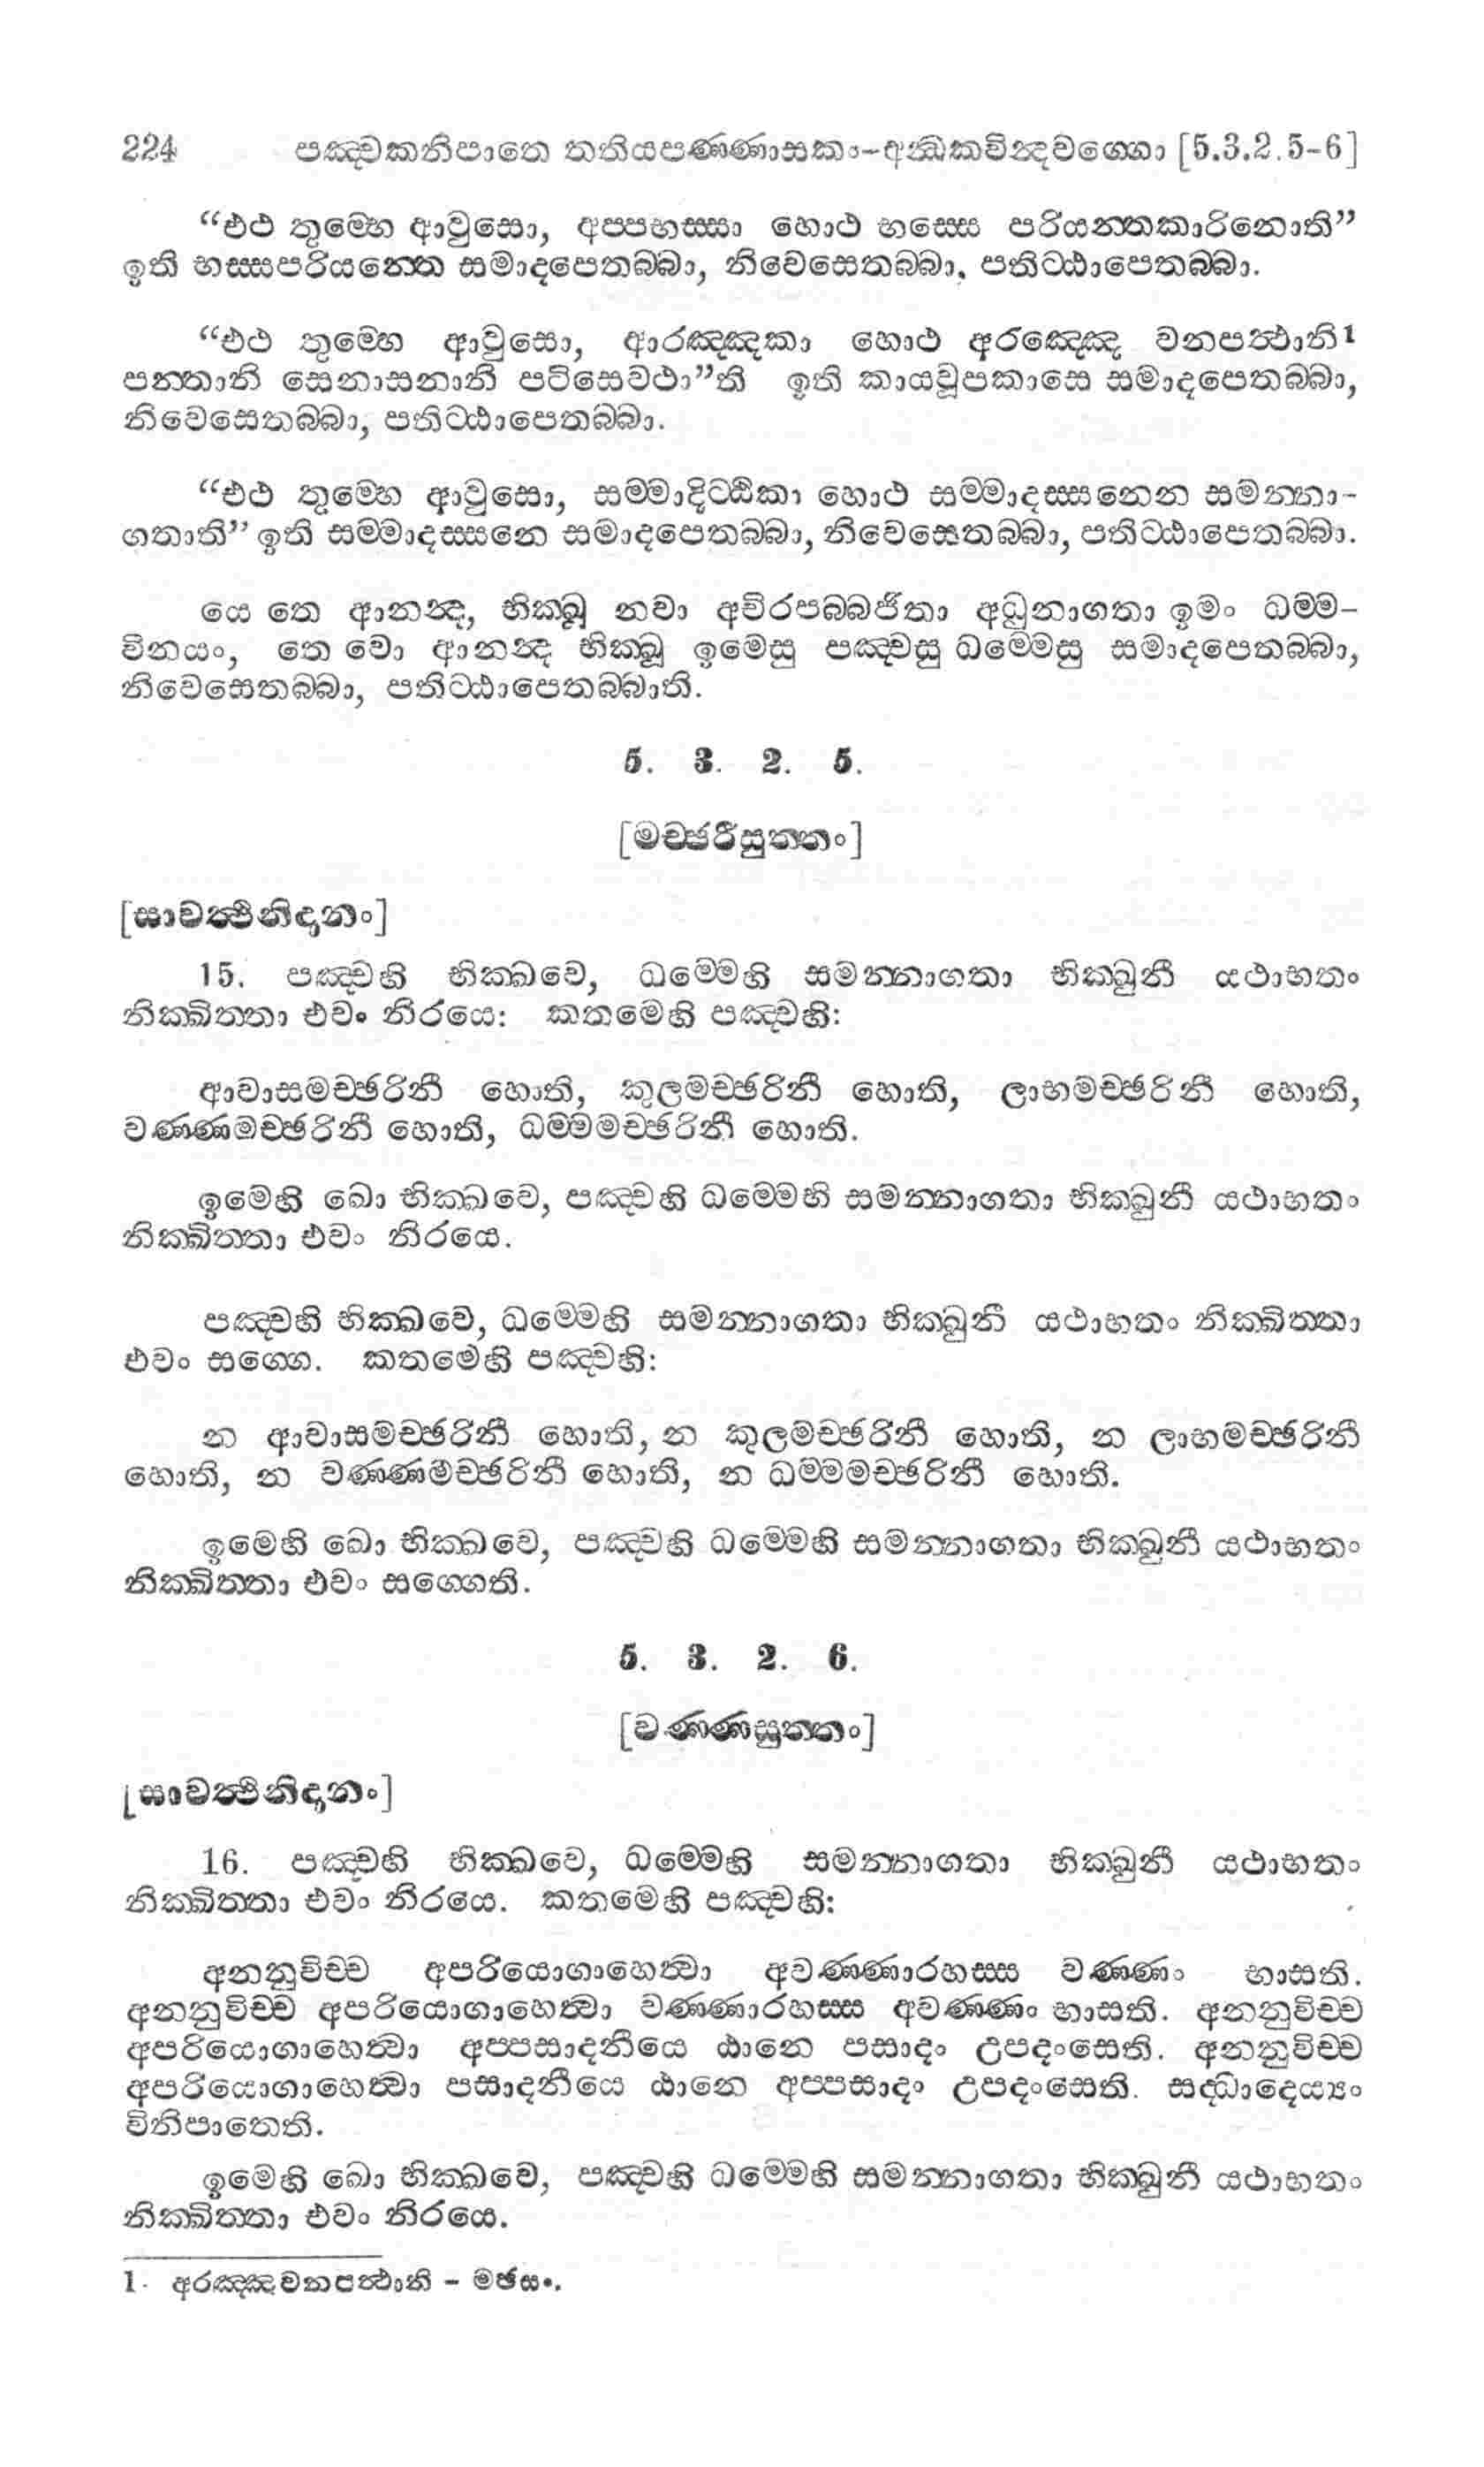 224 පඤ්චකනිපාතෙ තතියපණ්ණාසකං-අන්ධකවින්දවග්ගො [5.3.2.5-6]
“එථ තුම්හෙ ආවුසො, අප්පභස්සා හොථ භස්සෙ පරියන්තකාරිනොති”
ඉති භස්සපරියන්තෙ සමාදපෙතබ්බා, නිවෙසෙතබ්බා, පතිට්ඨාපෙතබ්බා.
“එථ තුම්හෙ ආවුසො, ආරඤ්ඤකා හොථ අරඤ්ඤෙ වනපත්ථානි1
පන්තානි සෙනාසනානි පටිසෙවථා”ති ඉති කායවූපකාසෙ සමාදපෙතබ්බා,
නිවෙසෙතබ්බා, පතිට්ඨාපෙතබ්බා.
“එථ තුම්හෙ ආවුසො, සම්මාදිට්ඨිකා හොථ සම්මාදස්සනෙන සමන්නා-
ගතාති” ඉති සම්මාදස්සනෙ සමාදපෙතබ්බා, නිවෙසෙතබ්බා, පතිට්ඨාපෙතබ්බා.
යෙ තෙ ආනන්ද, භික්ඛූ නවා අචිරපබ්බජිතා අධුනාගතා ඉමං ධම්ම-
විනයං, තෙ වො ආනන්ද භික්ඛූ ඉමෙසු පඤ්චසු ධම්මෙසු සමාදපෙතබ්බා,
නිවෙසෙතබ්බා, පතිට්ඨාපෙතබ්බාති.
5. 3. 2. 5.
[මච්ඡරීසුත්තං]
[සාවත්ථිනිදානං]
15. පඤ්චහි භික්ඛවෙ, ධම්මෙහි සමන්නාගතා භික්ඛුනී යථාභතං
නික්ඛිත්තා එවං නිරයෙ: කතමෙහි පඤ්චහි:
ආවාසමච්ඡරිනී හොති, කුලමච්ඡරිනී හොති, ලාභමච්ඡරිනී හොති,
වණ්ණමච්ඡරිනී හොති, ධම්මමච්ඡරිනී හොති.
ඉමෙහි ඛො භික්ඛවෙ, පඤ්චහි ධම්මෙහි සමන්නාගතා භික්ඛුනී යථාභතං
නික්ඛිත්තා එවං නිරයෙ.
පඤ්චහි භික්ඛවෙ, ධම්මෙහි සමන්නාගතා භික්ඛුනී යථාභතං නික්ඛිත්තා
එවං සග්ගෙ. කතමෙහි පඤ්චහි:
න ආවාසමච්ඡරිනී හොති, න කුලමච්ඡරිනී හොති, න ලාභමච්ඡරිනී
හොති, න වණ්ණමච්ඡරිනී හොති, න ධම්මමච්ඡරිනී හොති.
ඉමෙහි ඛො භික්ඛවෙ, පඤ්චහි ධම්මෙහි සමන්නාගතා භික්ඛුනී යථාභතං
නික්ඛිත්තා එවං සග්ගෙති.
5. 3. 2. 6.
[වණ්ණසුත්තං]
[සාවත්ථිනිදානං]
16. පඤ්චහි භික්ඛවෙ, ධම්මෙහි සමන්නාගතා භික්ඛුනී යථාභතං
නික්ඛිත්තා එවං නිරයෙ. කතමෙහි පඤ්චහි:
අනනුවිච්ච අපරියොගාහෙත්වා අවණ්ණාරහස්ස වණ්ණං භාසති.
අනනුවිච්ච අපරියොගාහෙත්වා වණ්ණාරහස්ස අවණ්ණං භාසති. අනනුවිච්ච
අපරියොගාහෙත්වා අප්පසාදනීයෙ ඨානෙ පසාදං උපදංසෙති. අනනුවිච්ච
අපරියොගාහෙත්වා පසාදනීයෙ ඨානෙ අප්පසාදං උපදංසෙති. සද්ධාදෙය්‍යං
විනිපාතෙති.
ඉමෙහි ඛො භික්ඛවෙ, පඤ්චහි ධම්මෙහි සමන්නාගතා භික්ඛුනී යථාභතං
නික්ඛිත්තා එවං නිරයෙ.
1. අරඤ්ඤවනපත්ථානි - මඡසං.